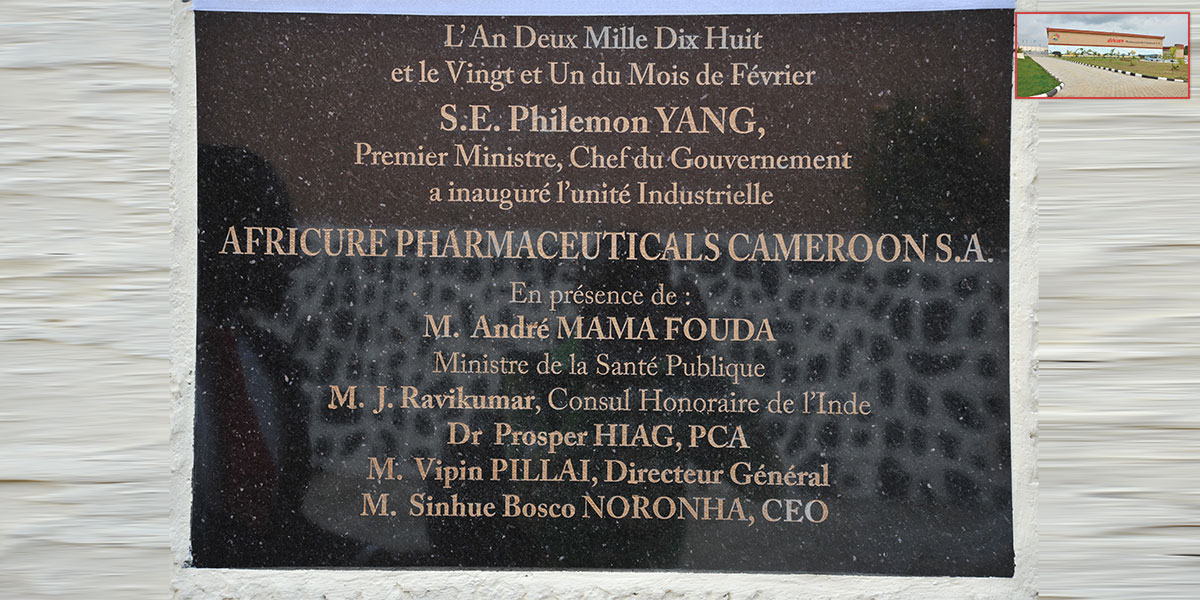 L'An Deux Mille Dix Huit
et le Vingt et Un du Mois de Février
S.E. Philemon YANG,
Premier Ministre, Chef du Gouvernement
a inauguré l'unité Industrielle
AFRICURE PHARMACEUTICALS CAMEROON S.A.
En présence de :
M. André MAMA FOUDA
Ministre de la Santé Publique
M. J. Ravikumar, Consul Honoraire de l'Inde
Dr Prosper HIAG, PCA
M. Vipin PILLAI, Directeur Général
M. Sinhue Bosco NORONHA, CEO